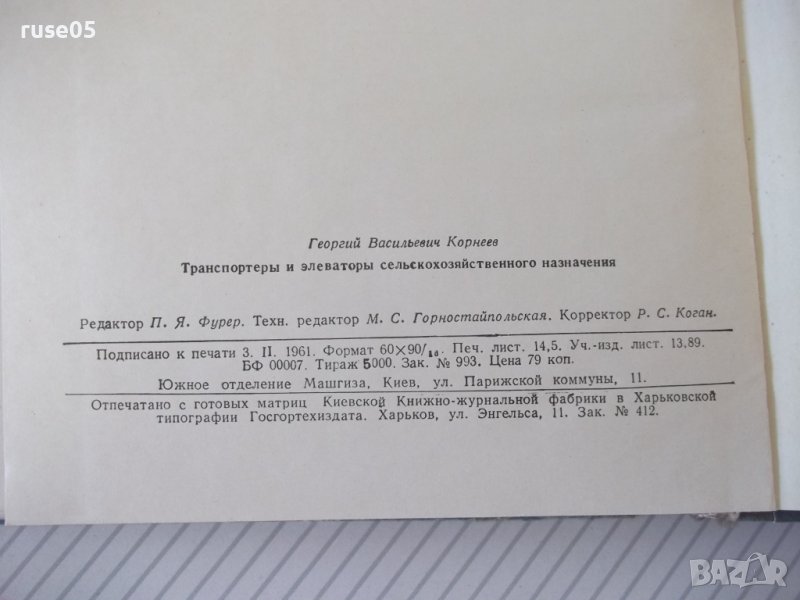 ruse05
Георгий Васильевич Корнеев
Транспортеры и элеваторы сельскохозяйственного назначения
Редактор П. Я. Фурер. Техн. редактор М. С. Горностайпольская. Корректор Р. С. Коган.
Подписано к печати 3. II. 1961. Формат 60×90/16. Печ. лист. 14,5. Уч.-изд. лист. 13,89.
БФ 00007. Тираж 5000. Зак. № 993. Цена 79 коп.
Южное отделение Машгиза, Киев, ул. Парижской коммуны, 11.
Отпечатано с готовых матриц Киевской Книжно-журнальной фабрики в Харьковской
типографии Госгортехиздата. Харьков, ул. Энгельса, 11. Зак. № 412.
BAZAR
bg